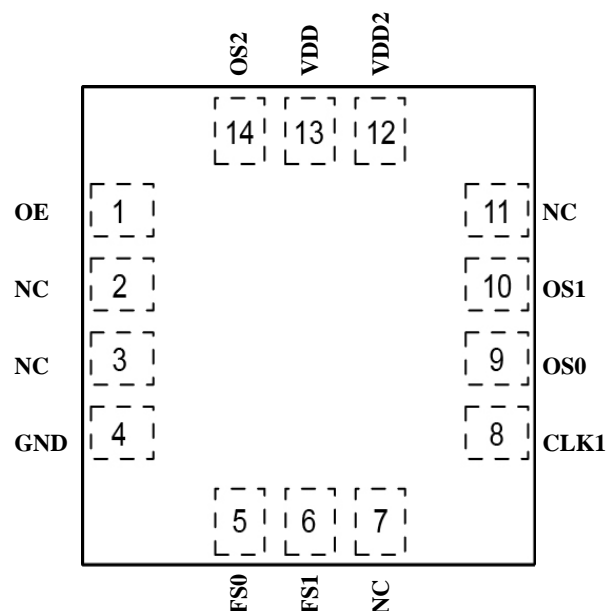 OS2 VDD VDD2
14 13 12
OE 1 11 NC
NC 2 10 OS1
NC 3 9 OS0
GND 4 8 CLK1
5 6 7
FS0 FS1 NC